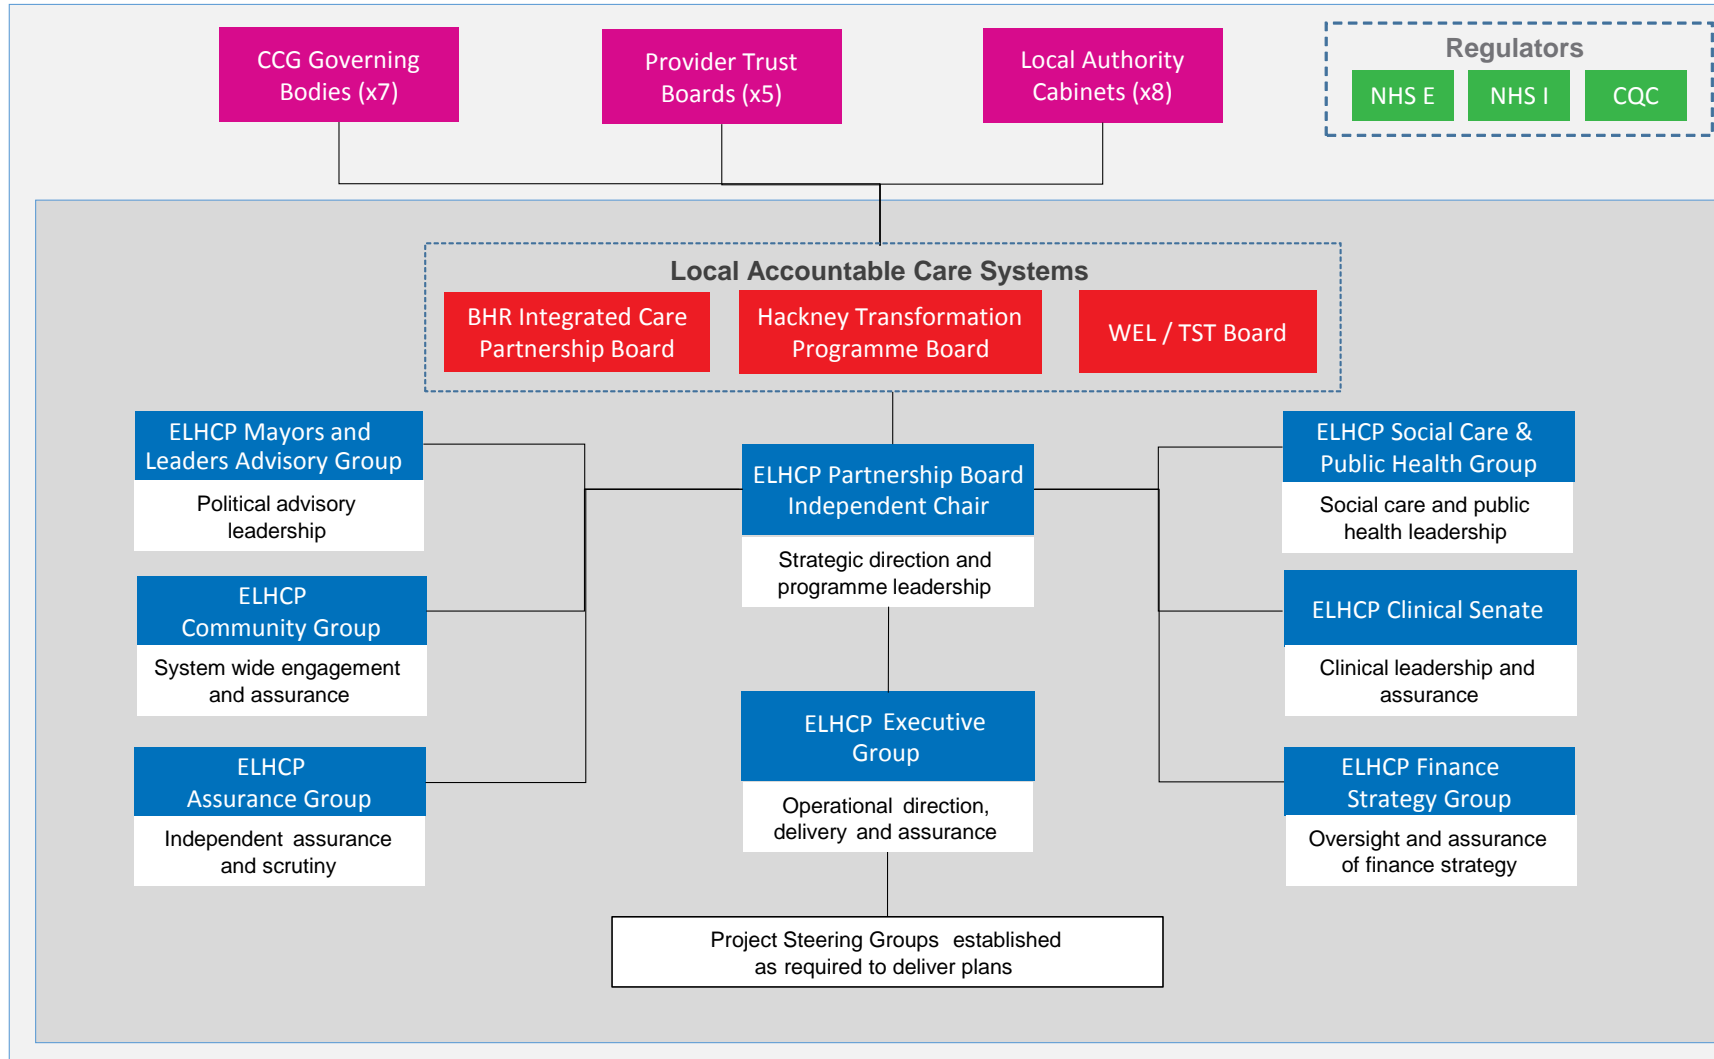 CCG Governing
Bodies (x7)
Provider Trust
Boards (x5)
Local Authority
Cabinets (x8)
Regulators
NHS E
NHS I
CQC
Local Accountable Care Systems
BHR Integrated Care
Partnership Board
Hackney Transformation
Programme Board
WEL / TST Board
ELHCP Mayors and
Leaders Advisory Group
Political advisory
leadership
ELHCP
Community Group
System wide engagement
and assurance
ELHCP
Assurance Group
Independent assurance
and scrutiny
ELHCP Partnership Board
Independent Chair
Strategic direction and
programme leadership
ELHCP Executive
Group
Operational direction,
delivery and assurance
Project Steering Groups established
as required to deliver plans
ELHCP Social Care &
Public Health Group
Social care and public
health leadership
ELHCP Clinical Senate
Clinical leadership and
assurance
ELHCP Finance
Strategy Group
Oversight and assurance
of finance strategy